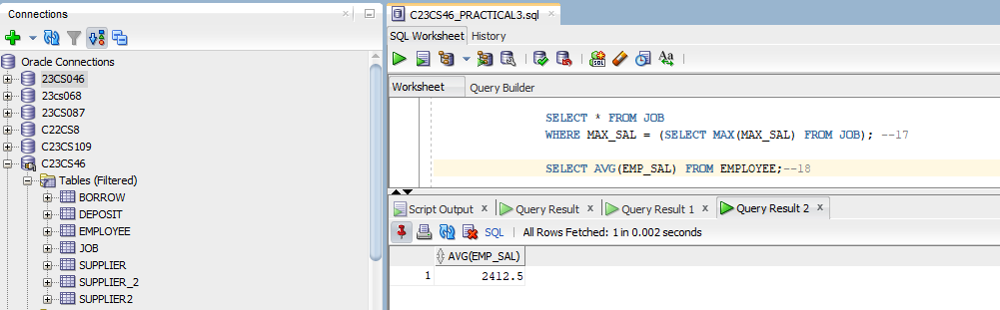 Connections
Oracle Connections
23CS046
23cs068
23CS087
C22CS8
C23CS109
C23CS46
Tables (Filtered)
BORROW
DEPOSIT
EMPLOYEE
JOB
SUPPLIER
SUPPLIER_2
SUPPLIER2
C23CS46_PRACTICAL3.sql
SQL Worksheet History
Aa
Worksheet Query Builder
SELECT * FROM JOB
WHERE MAX_SAL = (SELECT MAX(MAX_SAL) FROM JOB); --17
SELECT AVG(EMP_SAL) FROM EMPLOYEE;--18
Script Output x Query Result x Query Result 1 x Query Result 2 x
SQL | All Rows Fetched: 1 in 0.002 seconds
AVG(EMP_SAL)
1 2412.5